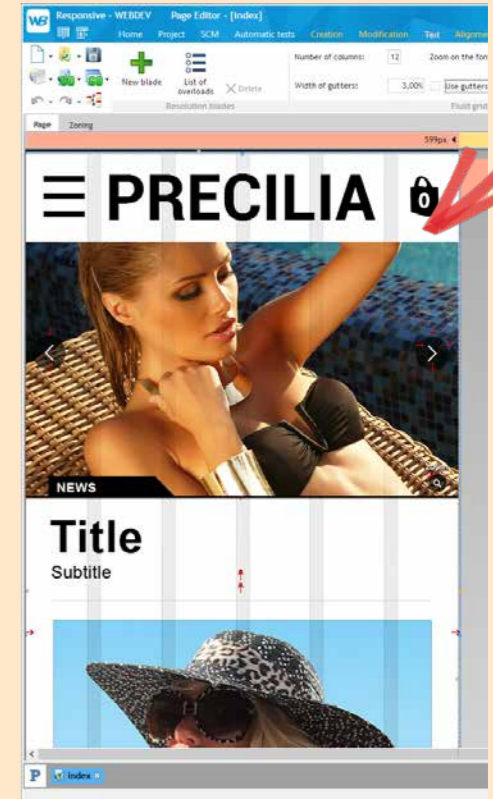 WB Responsive - WEBDEV Page Editor - [Index]
Home Project SCM Automatic tests Creation Modification Text Alignme
New blade
List of
overloads
Delete
Resolution blades
Number of columns: 12 Zoom on the fon
Width of gutters: 3,00% Use gutters
Fluid grid
Page Zoning
599px
PRECILIA 0
NEWS
Title
Subtitle
P index